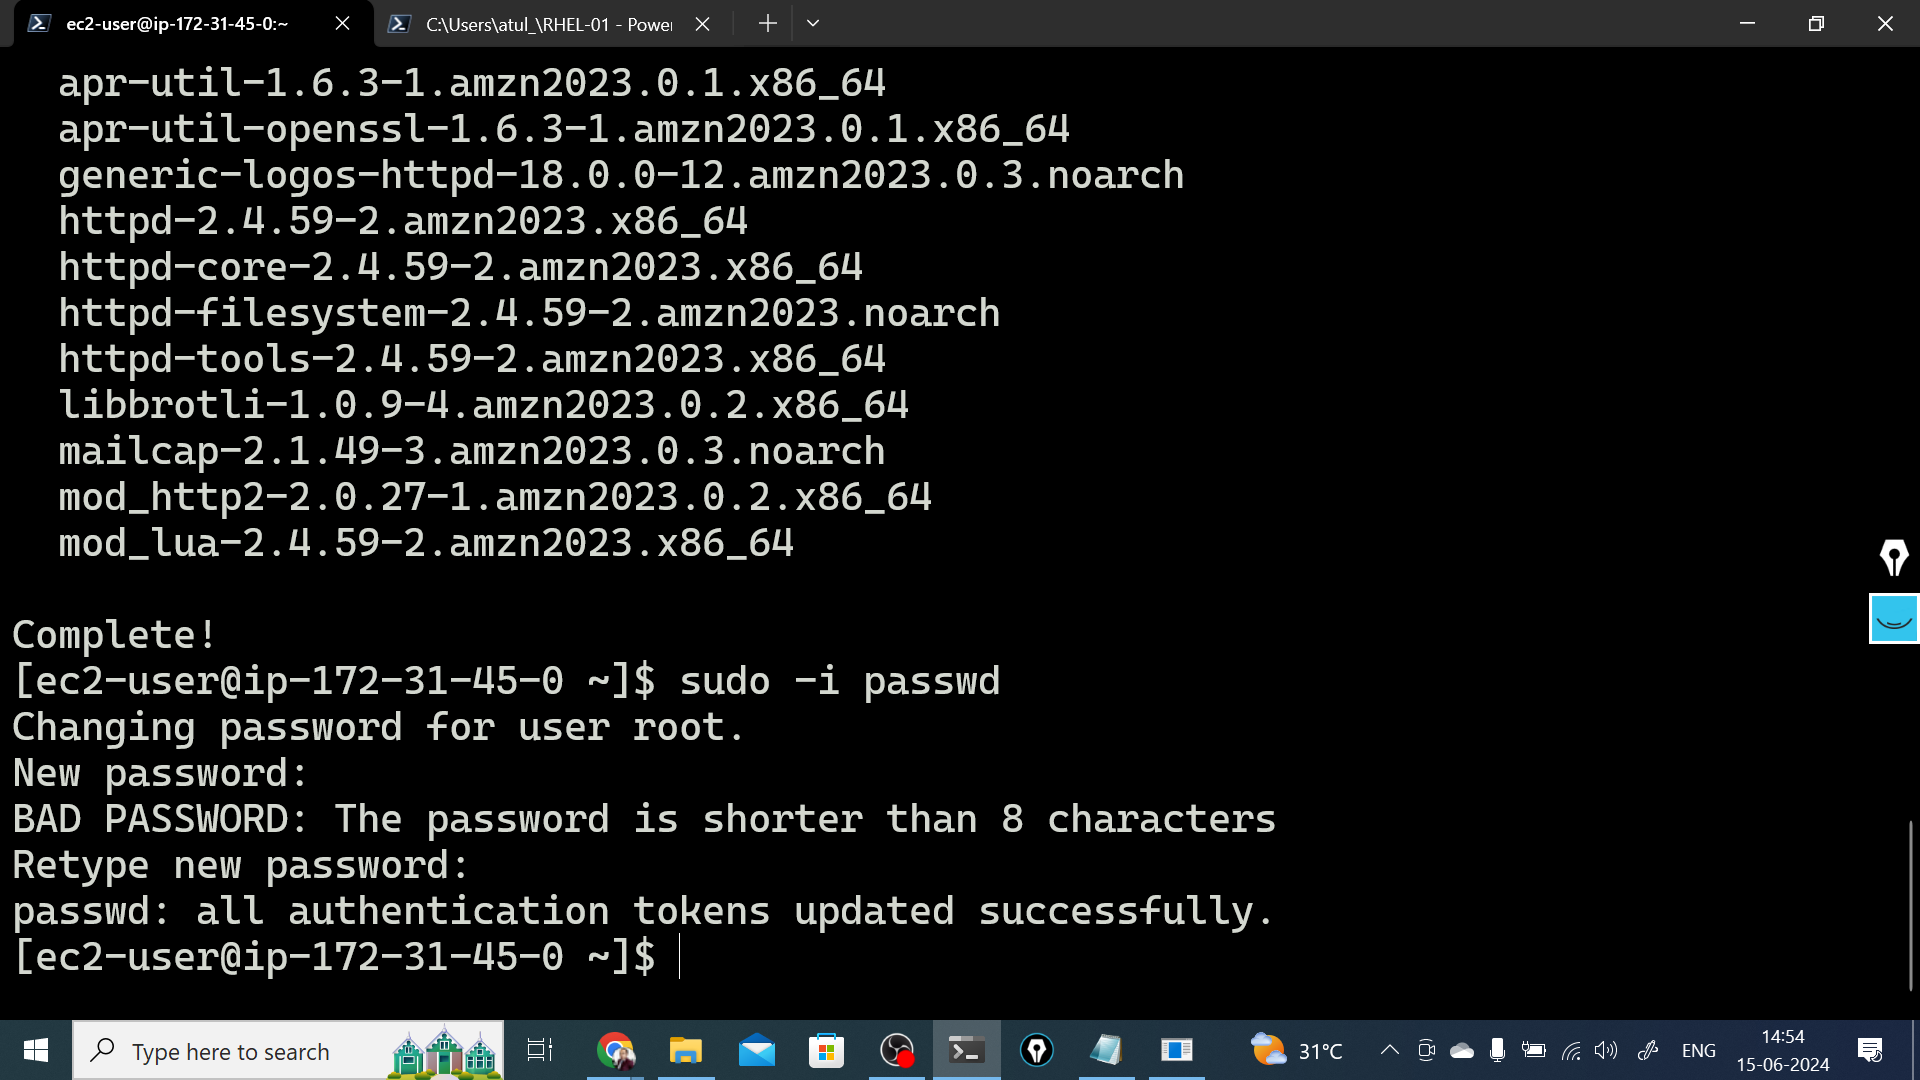 ec2-user@ip-172-31-45-0:~
C:\Users\atul_\RHEL-01 - Power
apr-util-1.6.3-1.amzn2023.0.1.x86_64
apr-util-openssl-1.6.3-1.amzn2023.0.1.x86_64
generic-logos-httpd-18.0.0-12.amzn2023.0.3.noarch
httpd-2.4.59-2.amzn2023.x86_64
httpd-core-2.4.59-2.amzn2023.x86_64
httpd-filesystem-2.4.59-2.amzn2023.noarch
httpd-tools-2.4.59-2.amzn2023.x86_64
libbrotli-1.0.9-4.amzn2023.0.2.x86_64
mailcap-2.1.49-3.amzn2023.0.3.noarch
mod_http2-2.0.27-1.amzn2023.0.2.x86_64
mod_lua-2.4.59-2.amzn2023.x86_64
Complete!
[ec2-user@ip-172-31-45-0 ~]$ sudo -i passwd
Changing password for user root.
New password:
BAD PASSWORD: The password is shorter than 8 characters
Retype new password:
passwd: all authentication tokens updated successfully.
[ec2-user@ip-172-31-45-0 ~]$
Type here to search
31°C
ENG
14:54
15-06-2024